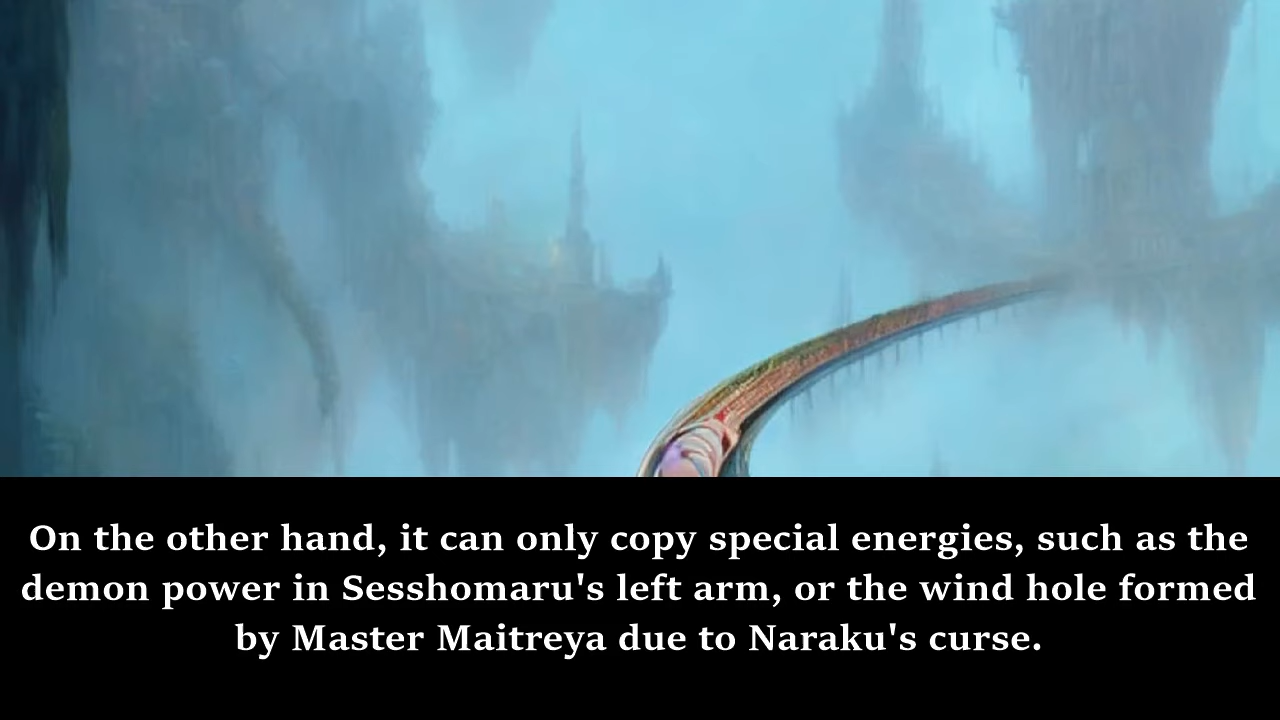 On the other hand, it can only copy special energies, such as the
demon power in Sesshomaru's left arm, or the wind hole formed
by Master Maitreya due to Naraku's curse.